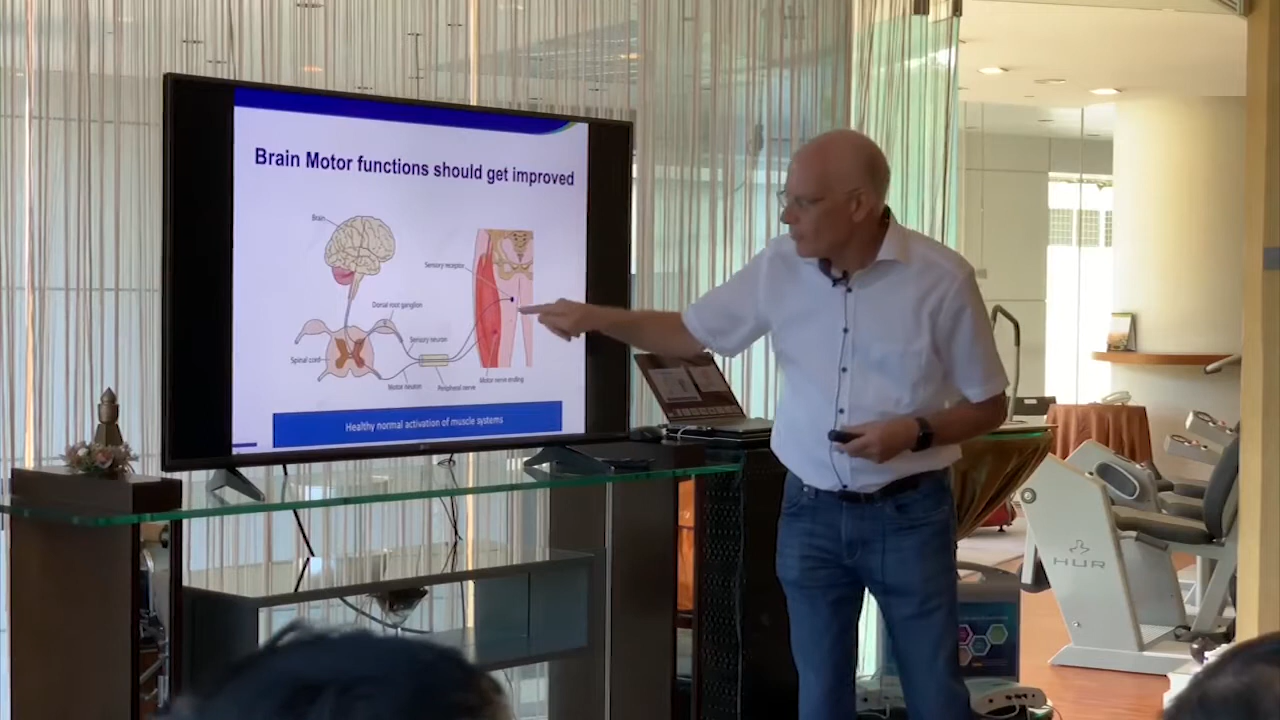 Brain Motor functions should get improved
Brain
Sensory receptor
Dorsal root ganglion
Sensory neuron
Spinal cord
Motor neuron
Peripheral nerve
Motor nerve ending
Healthy normal activation of muscle systems
LG
HUR